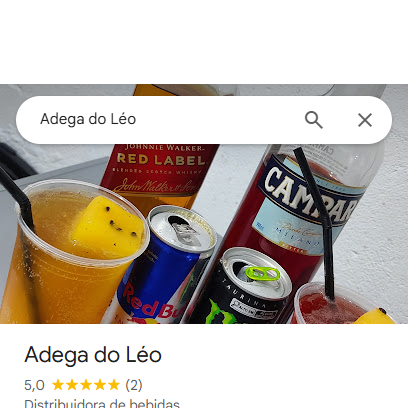 Adega do Léo
JOHNNIE WALKER
RED LABEL
BLENDED SCOTCH WHISKY
John Walker & Sons
CAMPARI
MILANO
Red Bull
TAURINA
Adega do Léo
5,0 (2)
Distribuidora de bebidas